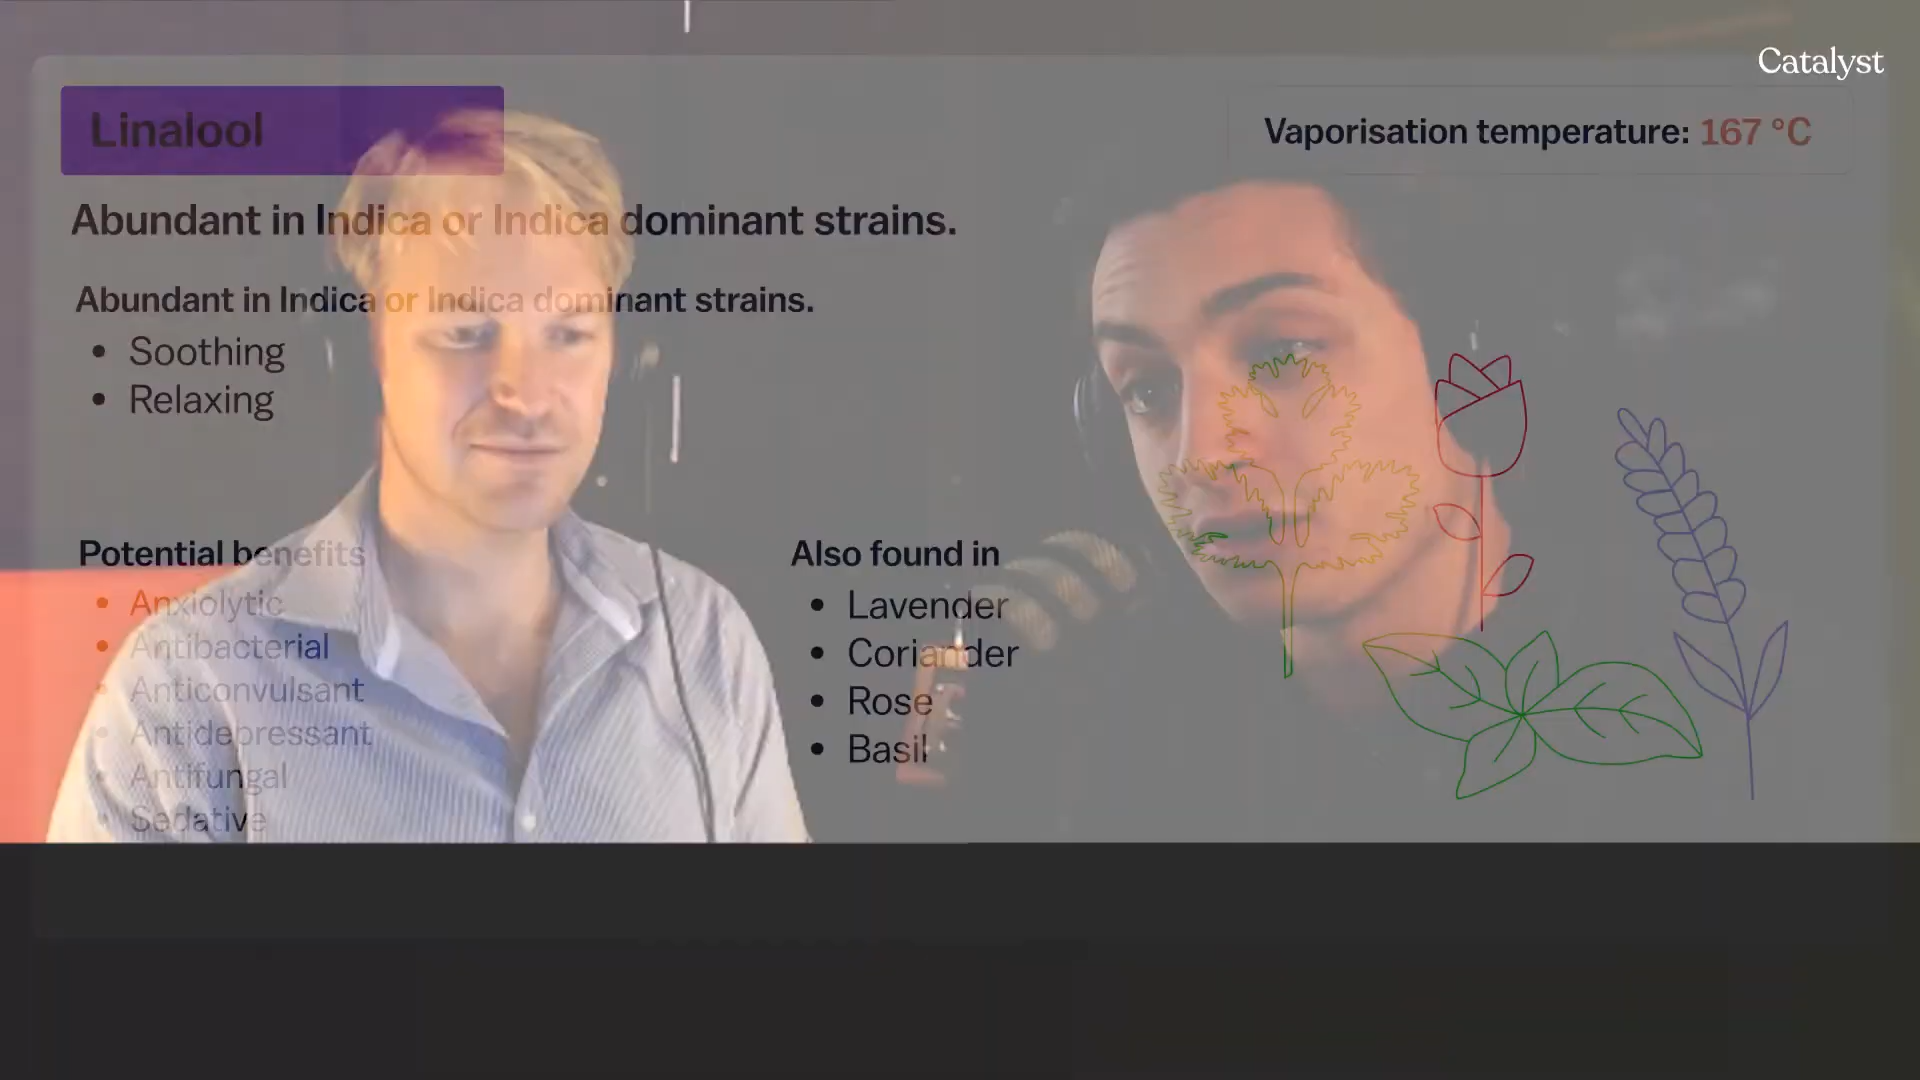 Catalyst
Linalool
Vaporisation temperature: 167 °C
Abundant in Indica or Indica dominant strains.
Abundant in Indica or Indica dominant strains.
• Soothing
• Relaxing
Potential benefits
• Anxiolytic
• Antibacterial
• Anticonvulsant
• Antidepressant
• Antifungal
• Sedative
Also found in
• Lavender
• Coriander
• Rose
• Basil